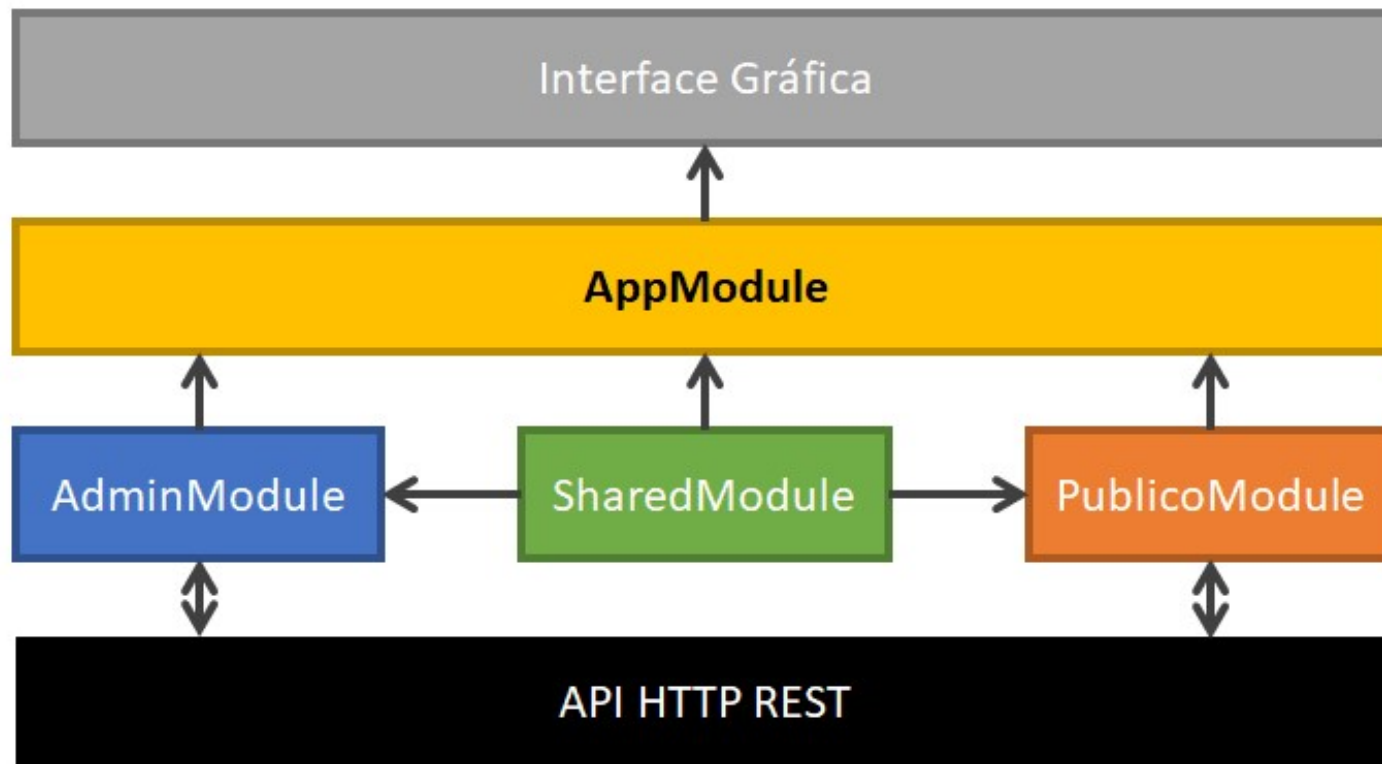 Interface Gráfica
AppModule
AdminModule
SharedModule
PublicoModule
API HTTP REST